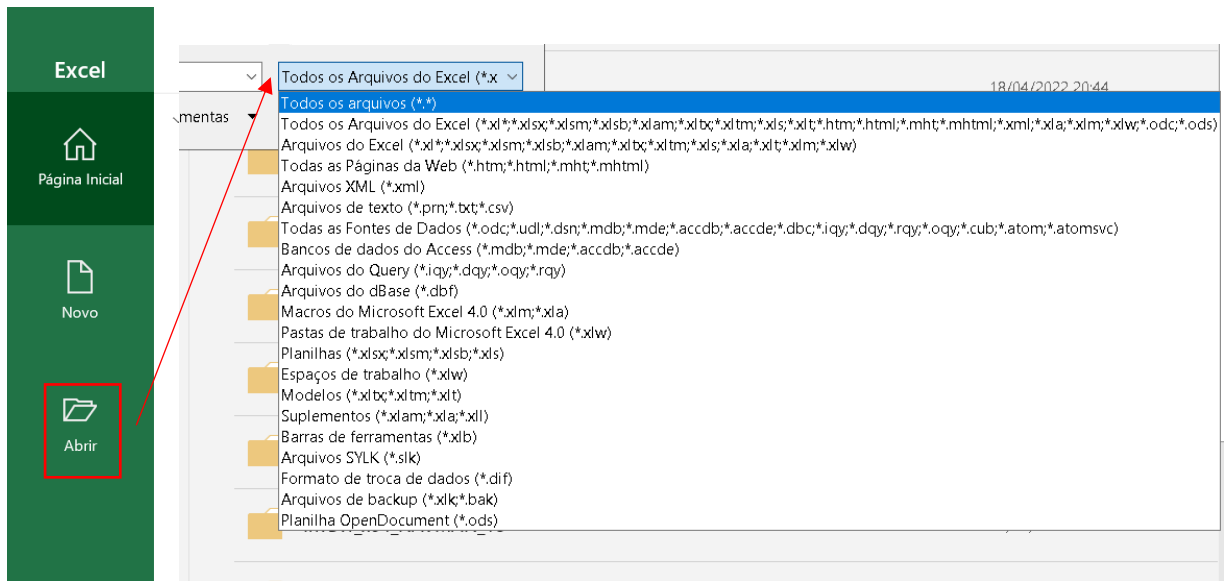 Excel
Página Inicial
Novo
Abrir
Todos os Arquivos do Excel (*.x
18/04/2022 20:44
mentas
Todos os arquivos (*.*)
Todos os Arquivos do Excel (*.xl*;*.xlsx;*.xlsm;*.xlsb;*.xlam;*.xltx;*.xltm;*.xls;*.xlt;*.htm;*.html;*.mht;*.mhtml;*.xml;*.xla;*.xlm;*.xlw;*.odc;*.ods)
Arquivos do Excel (*.xl*;*.xlsx;*.xlsm;*.xlsb;*.xlam;*.xltx;*.xltm;*.xls;*.xla;*.xlt;*.xlm;*.xlw)
Todas as Páginas da Web (*.htm;*.html;*.mht;*.mhtml)
Arquivos XML (*.xml)
Arquivos de texto (*.prn;*.txt;*.csv)
Todas as Fontes de Dados (*.odc;*.udl;*.dsn;*.mdb;*.mde;*.accdb;*.accde;*.dbc;*.iqy;*.dqy;*.rqy;*.oqy;*.cub;*.atom;*.atomsvc)
Bancos de dados do Access (*.mdb;*.mde;*.accdb;*.accde)
Arquivos do Query (*.iqy;*.dqy;*.oqy;*.rqy)
Arquivos do dBase (*.dbf)
Macros do Microsoft Excel 4.0 (*.xlm;*.xla)
Pastas de trabalho do Microsoft Excel 4.0 (*.xlw)
Planilhas (*.xlsx;*.xlsm;*.xlsb;*.xls)
Espaços de trabalho (*.xlw)
Modelos (*.xltx;*.xltm;*.xlt)
Suplementos (*.xlam;*.xla;*.xll)
Barras de ferramentas (*.xlb)
Arquivos SYLK (*.slk)
Formato de troca de dados (*.dif)
Arquivos de backup (*.xlk;*.bak)
Planilha OpenDocument (*.ods)